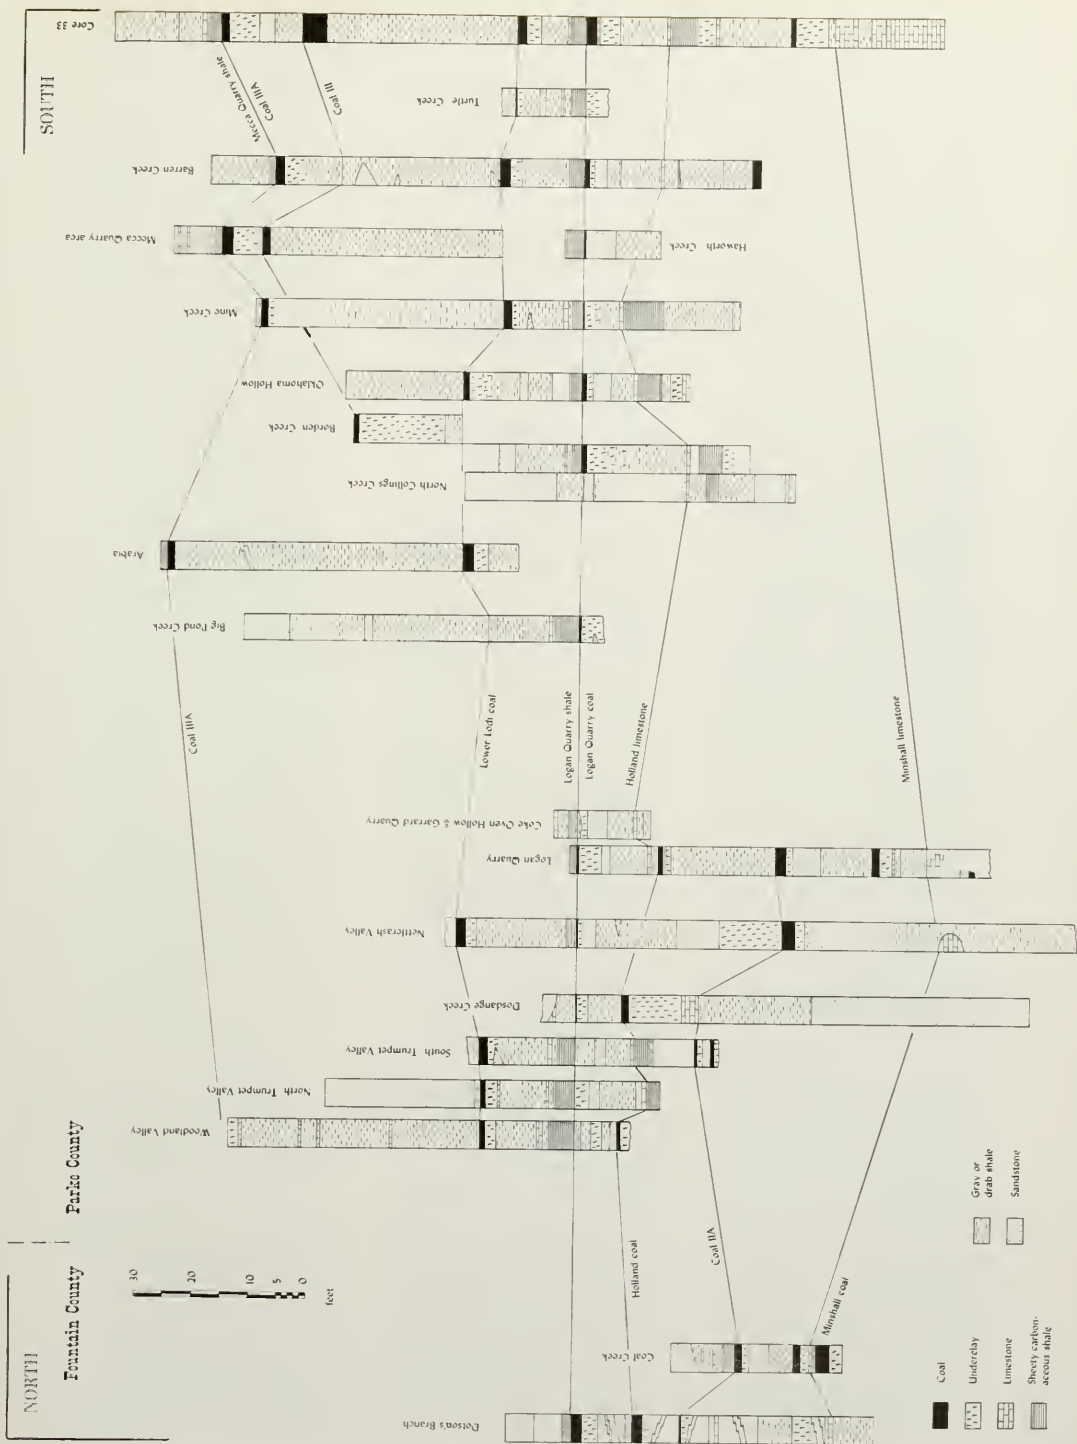 NORTH
Fountain County
Parke County
SOUTH
Core 33
Mecca Quarry shale
Coal IIIA
Coal III
Turtle Creek
Barren Creek
Mecca Quarry area
Haworth Creek
Mine Creek
Oklahoma Hollow
Borden Creek
North Collings Creek
Arabia
Big Pond Creek
Coal IIIA
Lower Lodi coal
Logan Quarry shale
Logan Quarry coal
Holland limestone
Minshall limestone
Coke Oven Hollow & Garrard Quarry
Logan Quarry
Nettlerash Valley
Dosdange Creek
South Trumpet Valley
North Trumpet Valley
Woodland Valley
Holland coal
Coal IIA
Minshall coal
Coal Creek
Dotson's Branch
30
20
10
5
0
feet
Coal
Underclay
Limestone
Sheety carbon-
aceous shale
Gray or
drab shale
Sandstone